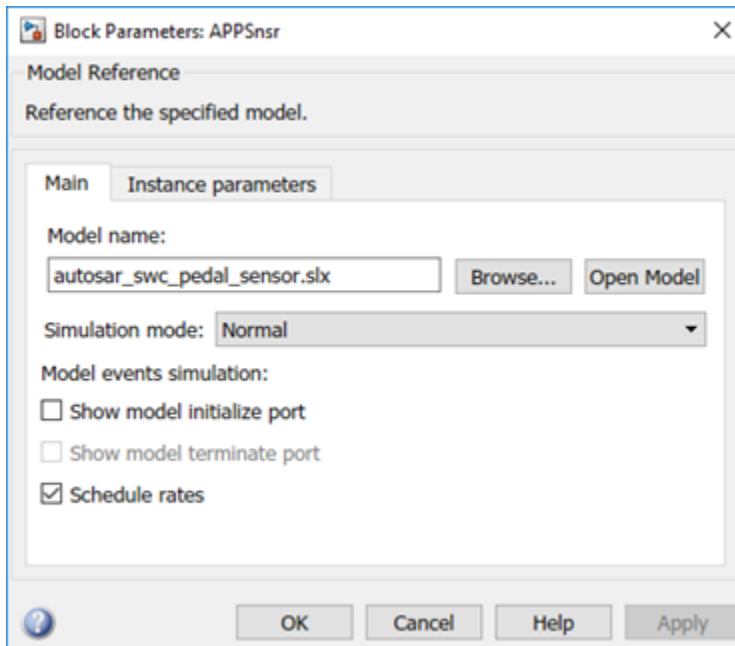 Block Parameters: APPSnsr
Model Reference
Reference the specified model.
Main Instance parameters
Model name:
autosar_swc_pedal_sensor.slx Browse... Open Model
Simulation mode: Normal
Model events simulation:
Show model initialize port
Show model terminate port
Schedule rates
OK Cancel Help Apply